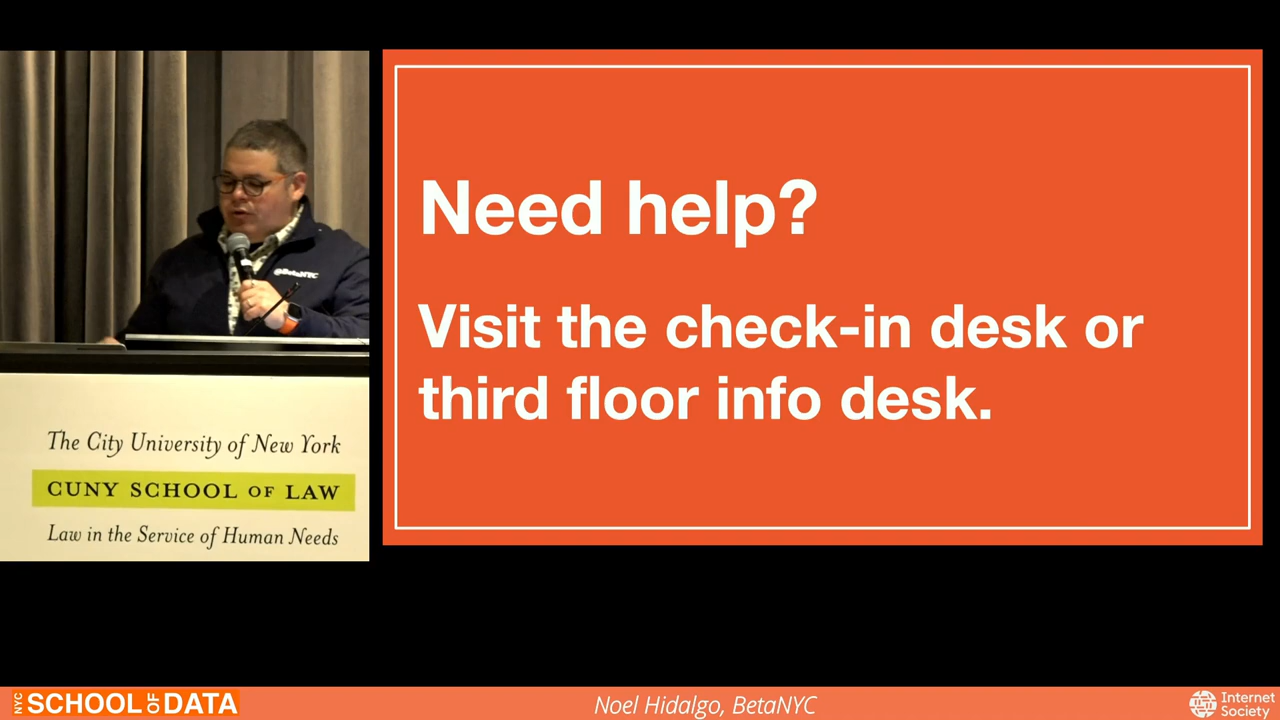 Need help?
Visit the check-in desk or
third floor info desk.
@BetaNYC
The City University of New York
CUNY SCHOOL OF LAW
Law in the Service of Human Needs
NYC SCHOOL OF DATA
Noel Hidalgo, BetaNYC
Internet
Society